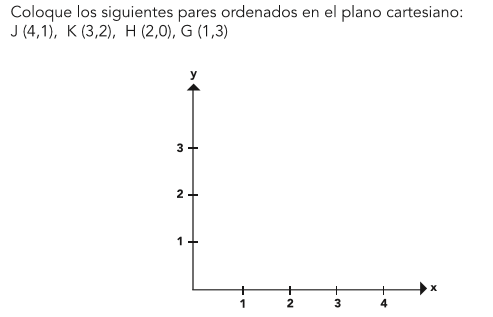 Coloque los siguientes pares ordenados en el plano cartesiano:
J (4,1), K (3,2), H (2,0), G (1,3)
y
3
2
1
x
1 2 3 4